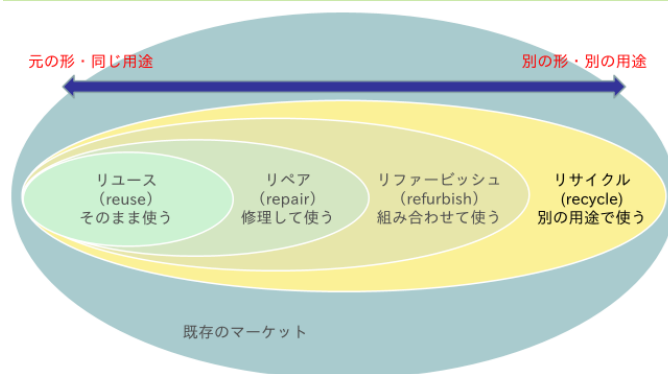 元の形・同じ用途
別の形・別の用途
リユース
(reuse)
そのまま使う
リペア
(repair)
修理して使う
リファービッシュ
(refurbish)
組み合わせて使う
リサイクル
(recycle)
別の用途で使う
既存のマーケット